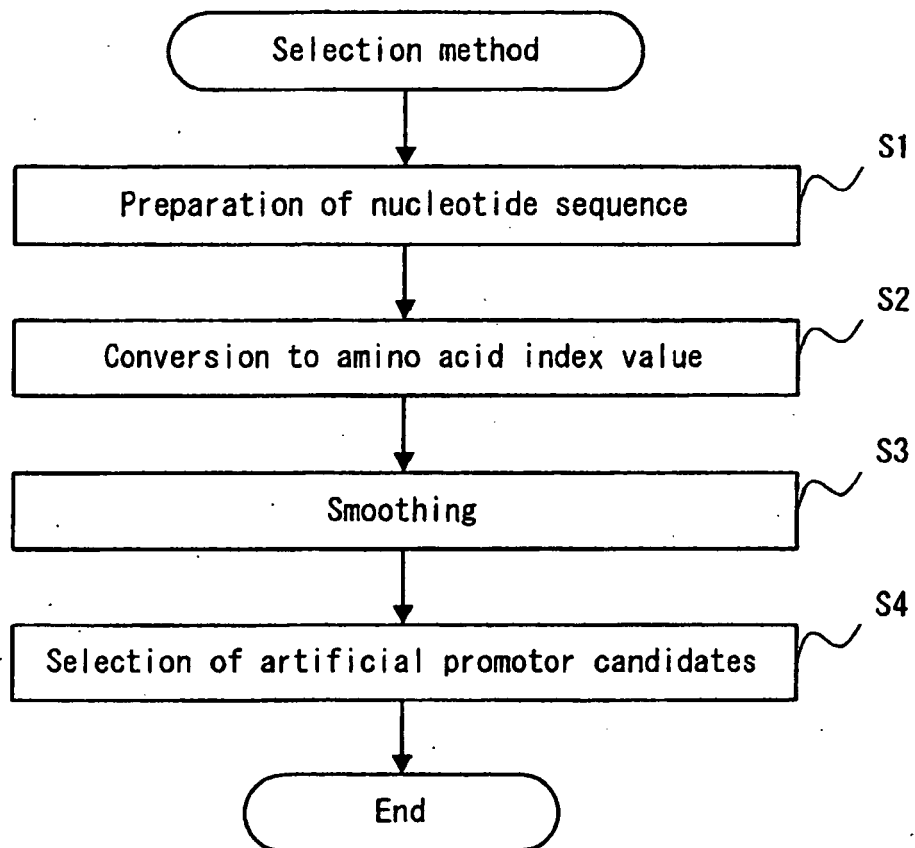 Selection method
S1
Preparation of nucleotide sequence
S2
Conversion to amino acid index value
S3
Smoothing
S4
Selection of artificial promotor candidates
End